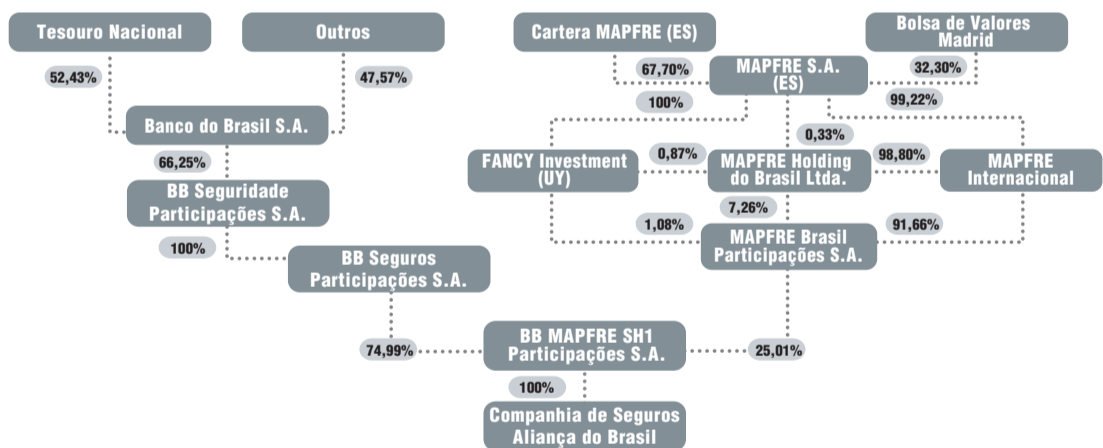 Tesouro Nacional
Outros
Cartera MAPFRE (ES)
Bolsa de Valores
Madrid
52,43%
47,57%
67,70%
MAPFRE S.A.
(ES)
32,30%
100%
99,22%
Banco do Brasil S.A.
0,33%
66,25%
FANCY Investment
(UY)
0,87%
MAPFRE Holding
do Brasil Ltda.
98,80%
MAPFRE
Internacional
BB Seguridade
Participações S.A.
7,26%
1,08%
91,66%
MAPFRE Brasil
Participações S.A.
100%
BB Seguros
Participações S.A.
74,99%
BB MAPFRE SH1
Participações S.A.
25,01%
100%
Companhia de Seguros
Aliança do Brasil